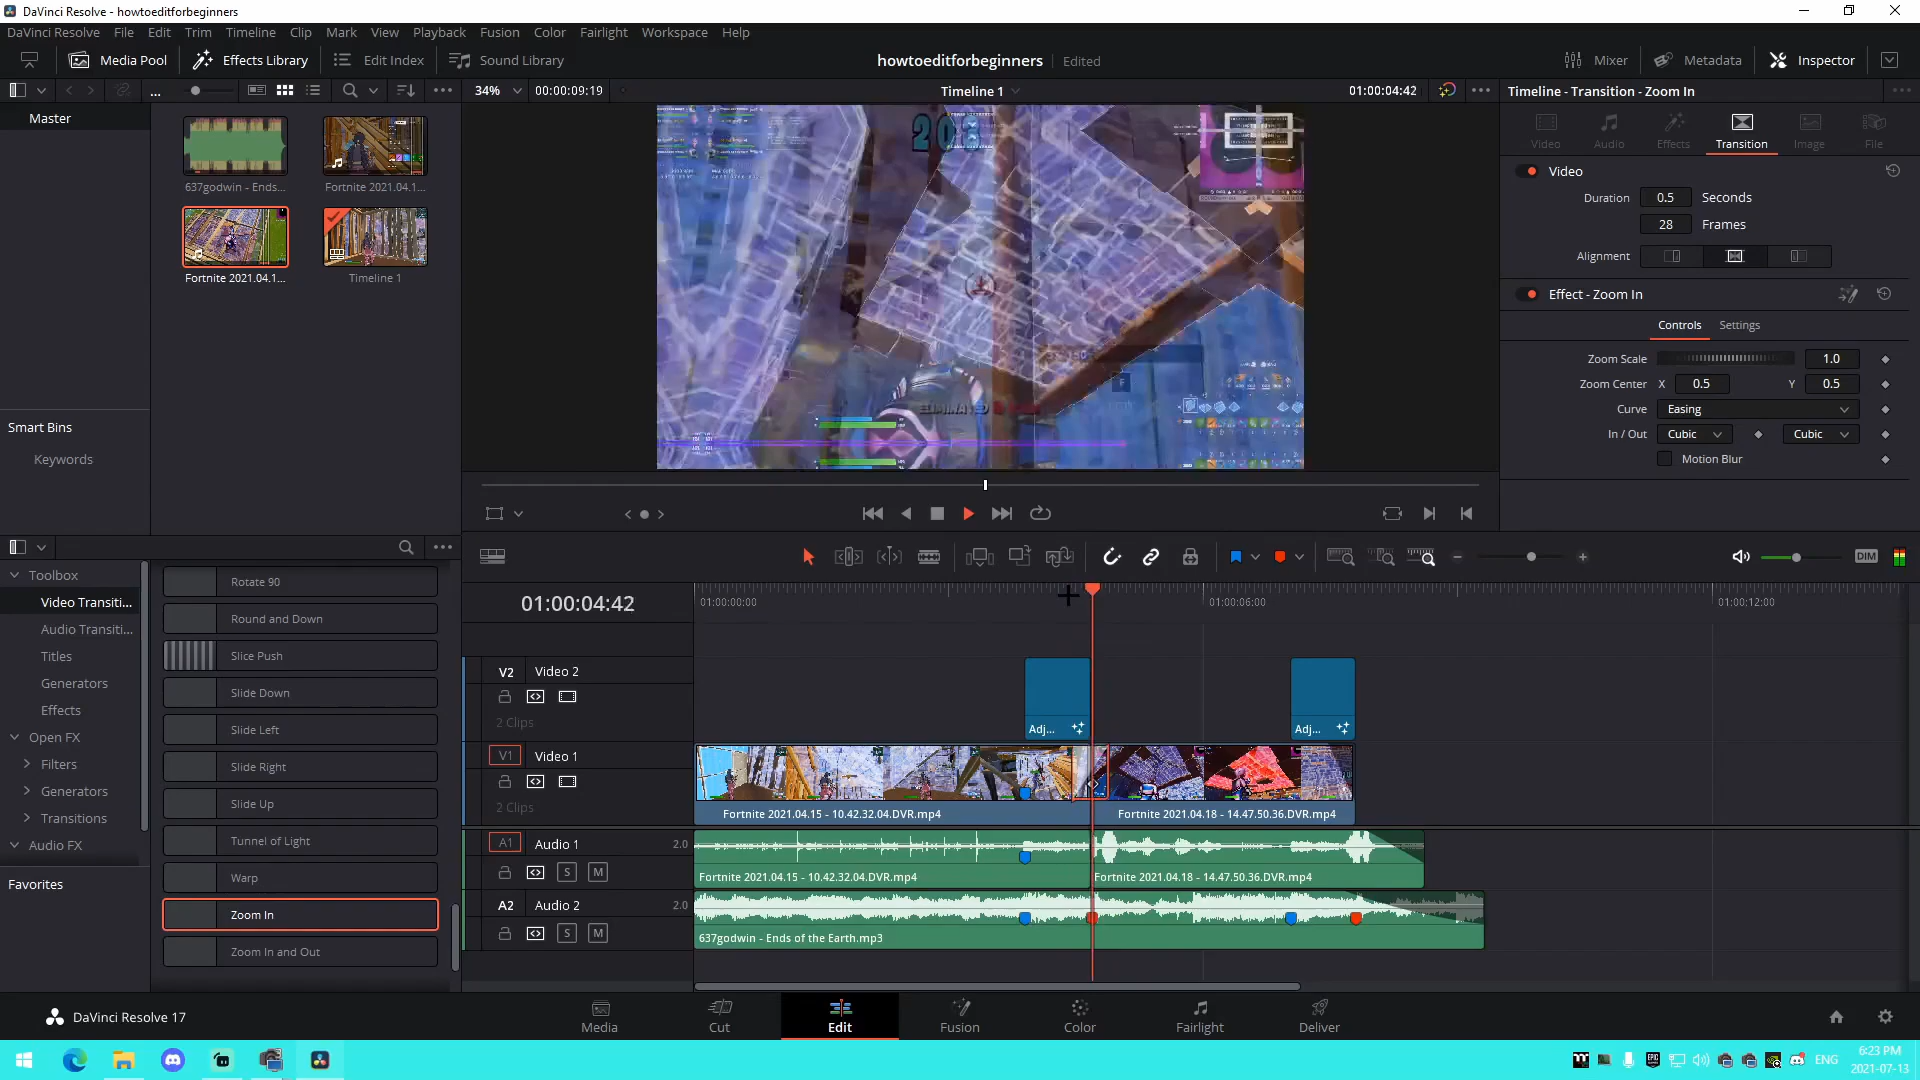 DaVinci Resolve - howtoeditforbeginners
DaVinci Resolve File Edit Trim Timeline Clip Mark View Playback Fusion Color Fairlight Workspace Help
Media Pool Effects Library Edit Index Sound Library howtoeditforbeginners Edited Mixer Metadata Inspector
... 34% 00:00:09:19 Timeline 1 01:00:04:42 Timeline - Transition - Zoom In
Master
637godwin - Ends...
Fortnite 2021.04.1...
Fortnite 2021.04.1...
Timeline 1
Smart Bins
Keywords
Video Audio Effects Transition Image File
Video
Duration 0.5 Seconds
28 Frames
Alignment
Effect - Zoom In
Controls Settings
Zoom Scale 1.0
Zoom Center X 0.5 Y 0.5
Curve Easing
In / Out Cubic Cubic
Motion Blur
ELIMINATED
Toolbox
Video Transiti...
Audio Transiti...
Titles
Generators
Effects
Open FX
Filters
Generators
Transitions
Audio FX
Favorites
Rotate 90
Round and Down
Slice Push
Slide Down
Slide Left
Slide Right
Slide Up
Tunnel of Light
Warp
Zoom In
Zoom In and Out
DIM
01:00:04:42
01:00:00:00 01:00:06:00 01:00:12:00
V2 Video 2
2 Clips
Adj... Adj...
V1 Video 1
2 Clips
Fortnite 2021.04.15 - 10.42.32.04.DVR.mp4 Fortnite 2021.04.18 - 14.47.50.36.DVR.mp4
A1 Audio 1 2.0
S M
Fortnite 2021.04.15 - 10.42.32.04.DVR.mp4 Fortnite 2021.04.18 - 14.47.50.36.DVR.mp4
A2 Audio 2 2.0
S M
637godwin - Ends of the Earth.mp3
DaVinci Resolve 17
Media Cut Edit Fusion Color Fairlight Deliver
ENG
6:23 PM
2021-07-13